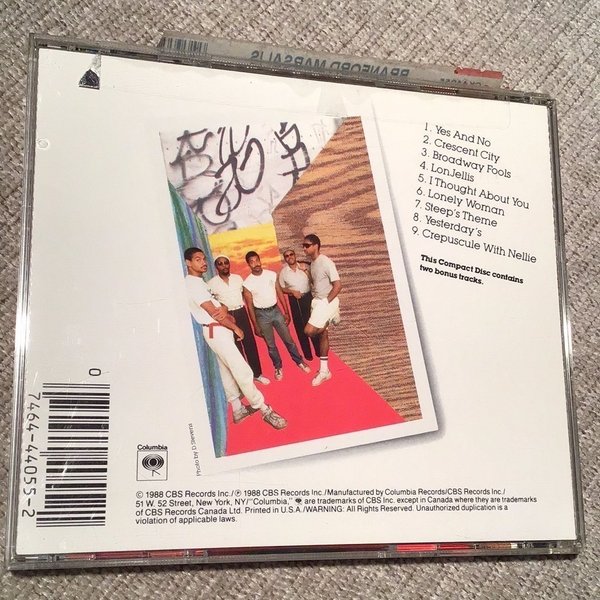 BRANFORD MARSALIS
1. Yes And No
2. Crescent City
3. Broadway Fools
4. LonJellis
5. I Thought About You
6. Lonely Woman
7. Steep's Theme
8. Yesterday's
9. Crepuscule With Nellie
This Compact Disc contains
two bonus tracks.
0
7464-44055-2
Columbia
© 1988 CBS Records Inc./℗ 1988 CBS Records Inc./Manufactured by Columbia Records/CBS Records Inc./
51 W. 52 Street, New York, NY/"Columbia," are trademarks of CBS Inc. except in Canada where they are trademarks
of CBS Records Canada Ltd. Printed in U.S.A./WARNING: All Rights Reserved. Unauthorized duplication is a
violation of applicable laws.